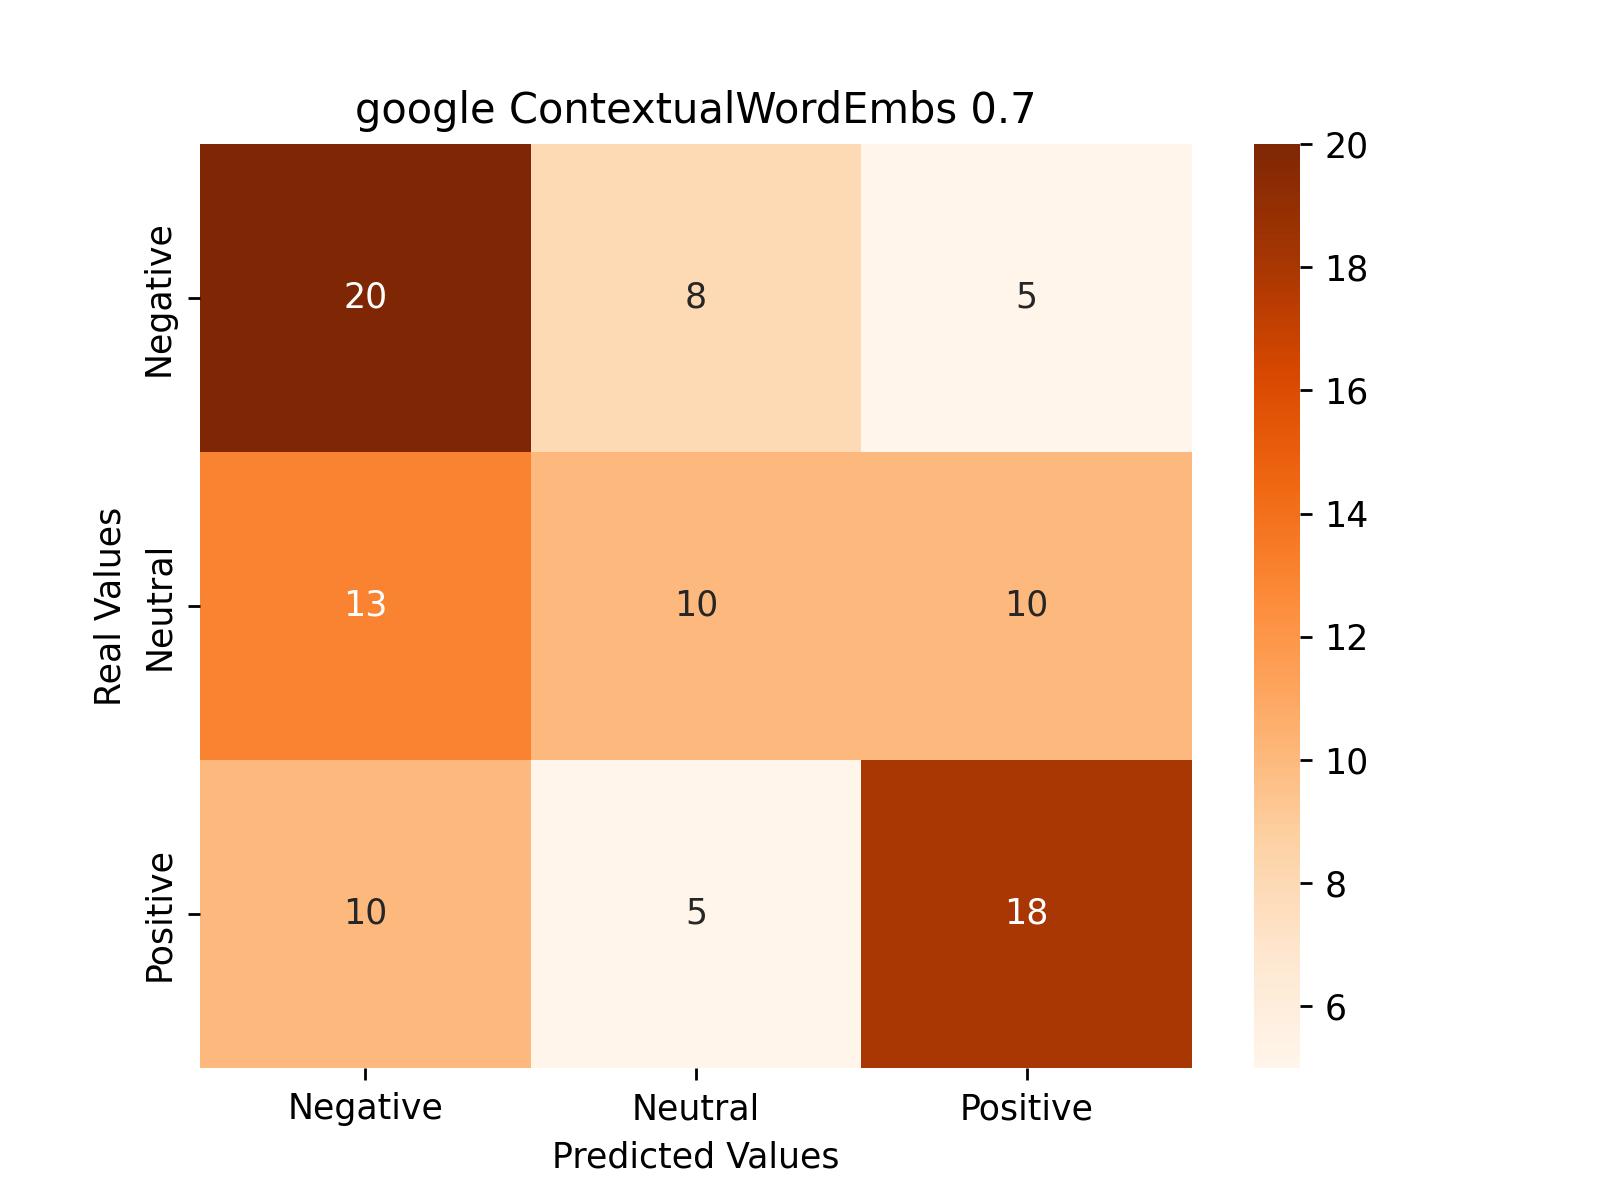 google ContextualWordEmbs 0.7
Real Values
Negative
20 8 5
Neutral
13 10 10
Positive
10 5 18
Negative Neutral Positive
Predicted Values
20
18
16
14
12
10
8
6